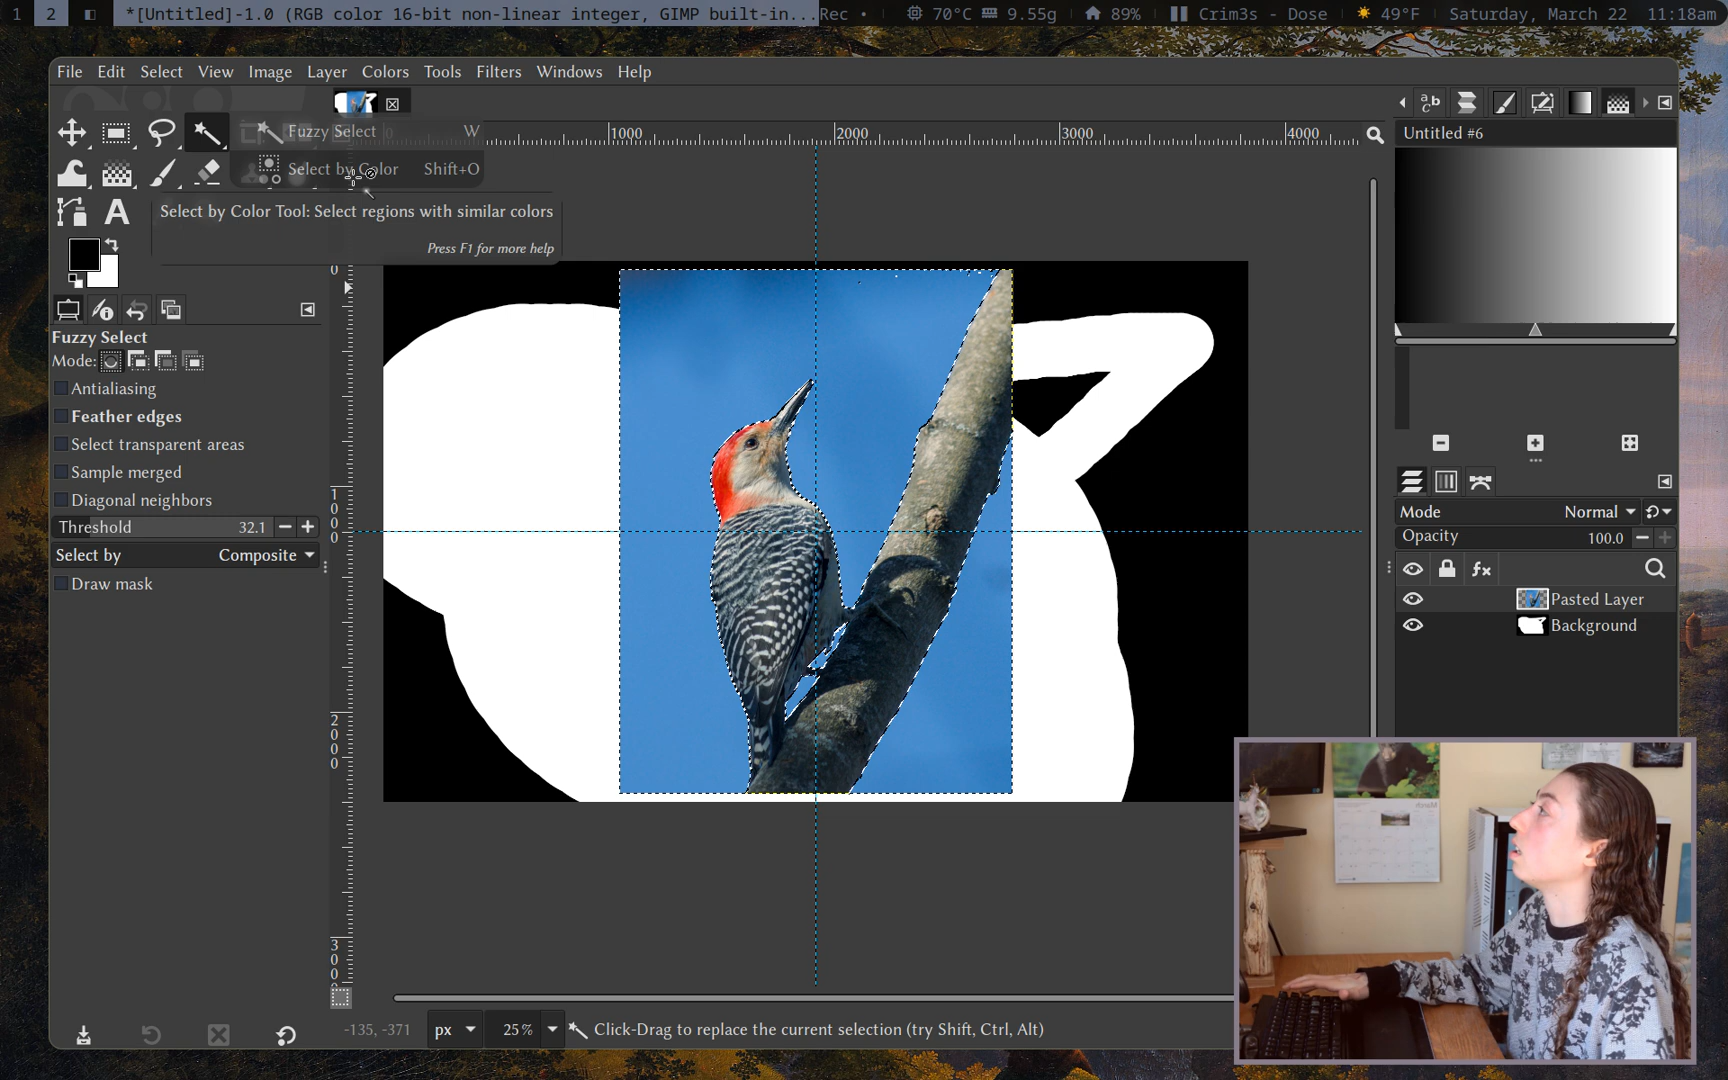 1 2 *[Untitled]-1.0 (RGB color 16-bit non-linear integer, GIMP built-in... Rec • 70°C 9.55g 89% Crim3s - Dose 49°F Saturday, March 22 11:18am
File Edit Select View Image Layer Colors Tools Filters Windows Help
Fuzzy Select W
Select by Color Shift+O
Select by Color Tool: Select regions with similar colors
Press F1 for more help
1000 2000 3000 4000
Untitled #6
Fuzzy Select
Mode:
Antialiasing
Feather edges
Select transparent areas
Sample merged
Diagonal neighbors
Threshold 32.1
Select by Composite
Draw mask
0
1000
2000
3000
Mode Normal
Opacity 100.0
Pasted Layer
Background
-135, -371 px 25% Click-Drag to replace the current selection (try Shift, Ctrl, Alt)
March